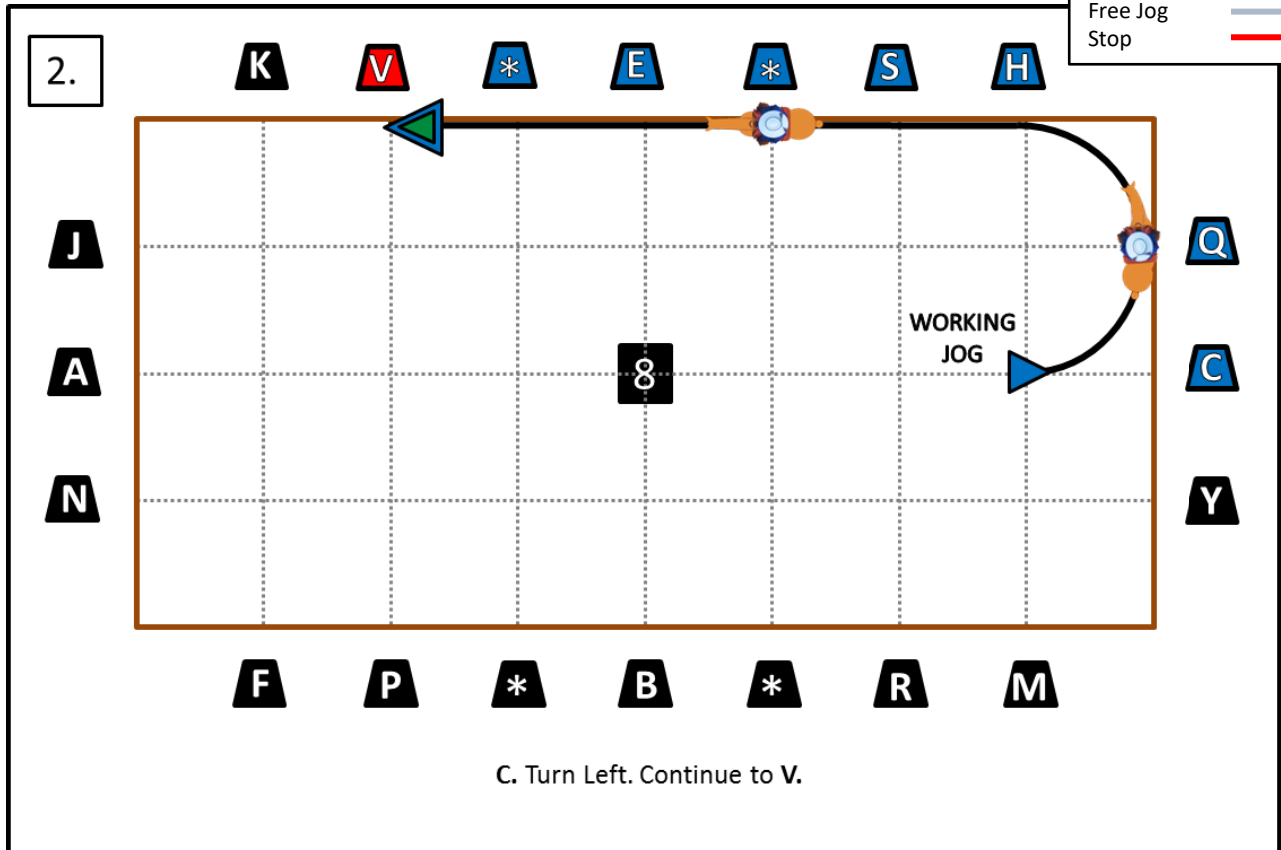 Free Jog
Stop
2.
K V * E * S H
J
Q
WORKING
JOG
A
8
C
N
Y
F P * B * R M
C. Turn Left. Continue to V.